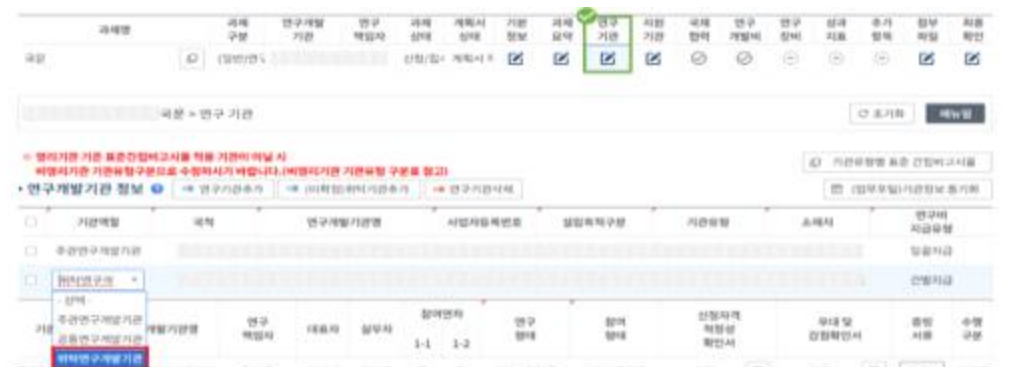 과제명 과제 구분 연구개발 기관 연구 책임자 과제 상태 계획서 상태 기본 정보 과제 요약 연구 기관 지원 기관 국제 협력 연구 개발비 연구 장비 성과 지표 추가 항목 첨부 파일 최종 확인
국문 (일반/연 신청/접 계획서
국문 > 연구 기관 초기화 매뉴얼
※ 영리기관 기준 표준간접비고시율 적용 기관이 아닐 시
비영리기관 기관유형구분으로 수정하시기 바랍니다.(비영리기관 기관유형 구분표 참고) 기관유형별 표준 간접비고시율
연구개발기관 정보 연구기관추가 (미확정)위탁기관추가 연구기관삭제 (업무포털)기관정보 동기화
기관역할 국적 연구개발기관명 사업자등록번호 설립목적구분 기관유형 소재지 연구비 지급유형
주관연구개발기관 일괄지급
위탁연구개 건별지급
- 선택 -
주관연구개발기관
공동연구개발기관
위탁연구개발기관
연구 책임자 대표자 실무자 참여연차 연구 형태 참여 형태 신청자격 적정성 확인서 우대 및 감점확인서 증빙 서류 수행 구분
1-1 1-2